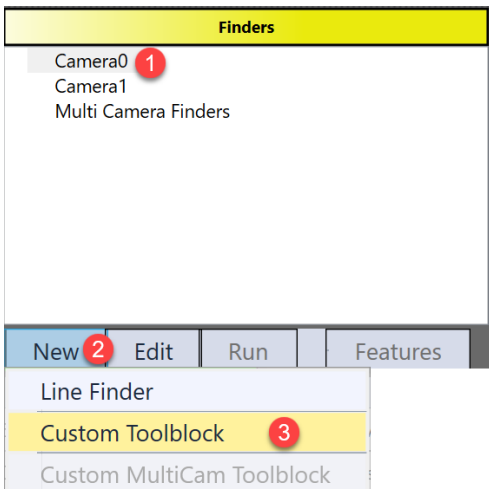 Finders
Camera0 1
Camera1
Multi Camera Finders
New 2 Edit Run Features
Line Finder
Custom Toolblock 3
Custom MultiCam Toolblock